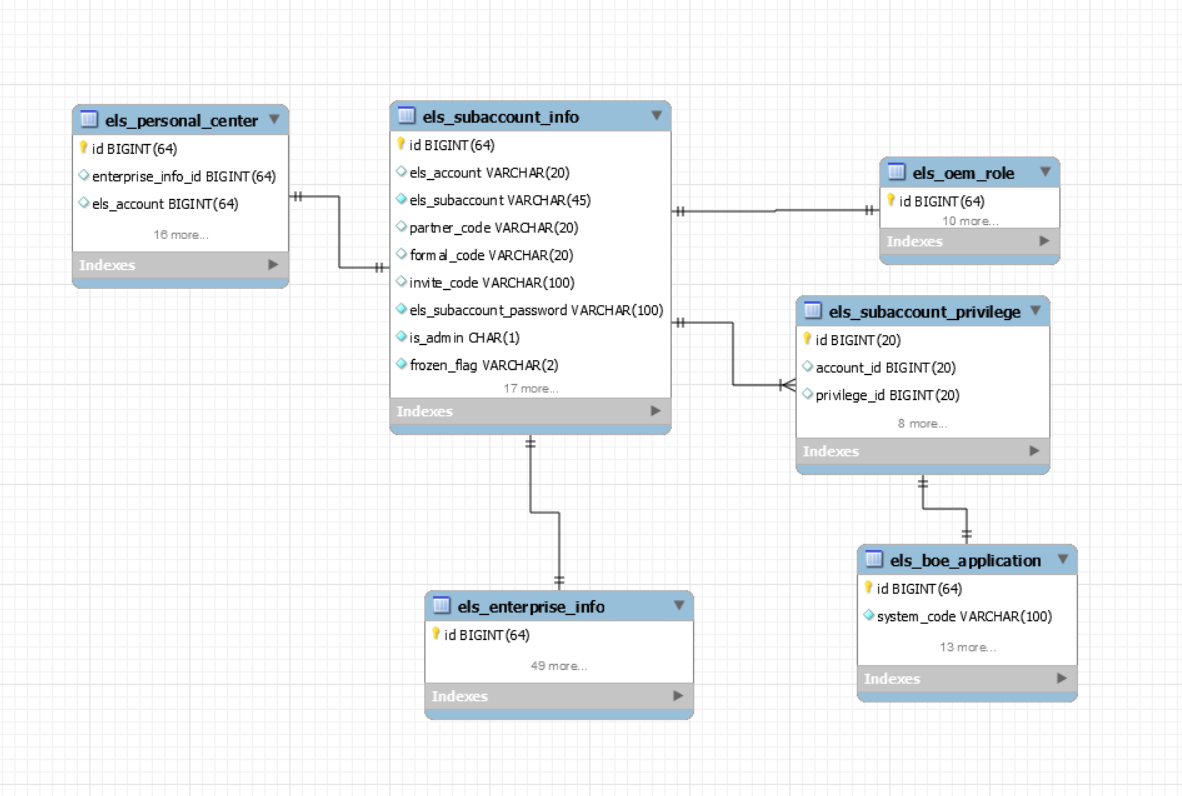 els_personal_center
id BIGINT(64)
enterprise_info_id BIGINT(64)
els_account BIGINT(64)
16 more...
Indexes
els_subaccount_info
id BIGINT(64)
els_account VARCHAR(20)
els_subaccount VARCHAR(45)
partner_code VARCHAR(20)
formal_code VARCHAR(20)
invite_code VARCHAR(100)
els_subaccount_password VARCHAR(100)
is_admin CHAR(1)
frozen_flag VARCHAR(2)
17 more...
Indexes
els_oem_role
id BIGINT(64)
10 more...
Indexes
els_subaccount_privilege
id BIGINT(20)
account_id BIGINT(20)
privilege_id BIGINT(20)
8 more...
Indexes
els_enterprise_info
id BIGINT(64)
49 more...
Indexes
els_boe_application
id BIGINT(64)
system_code VARCHAR(100)
13 more...
Indexes